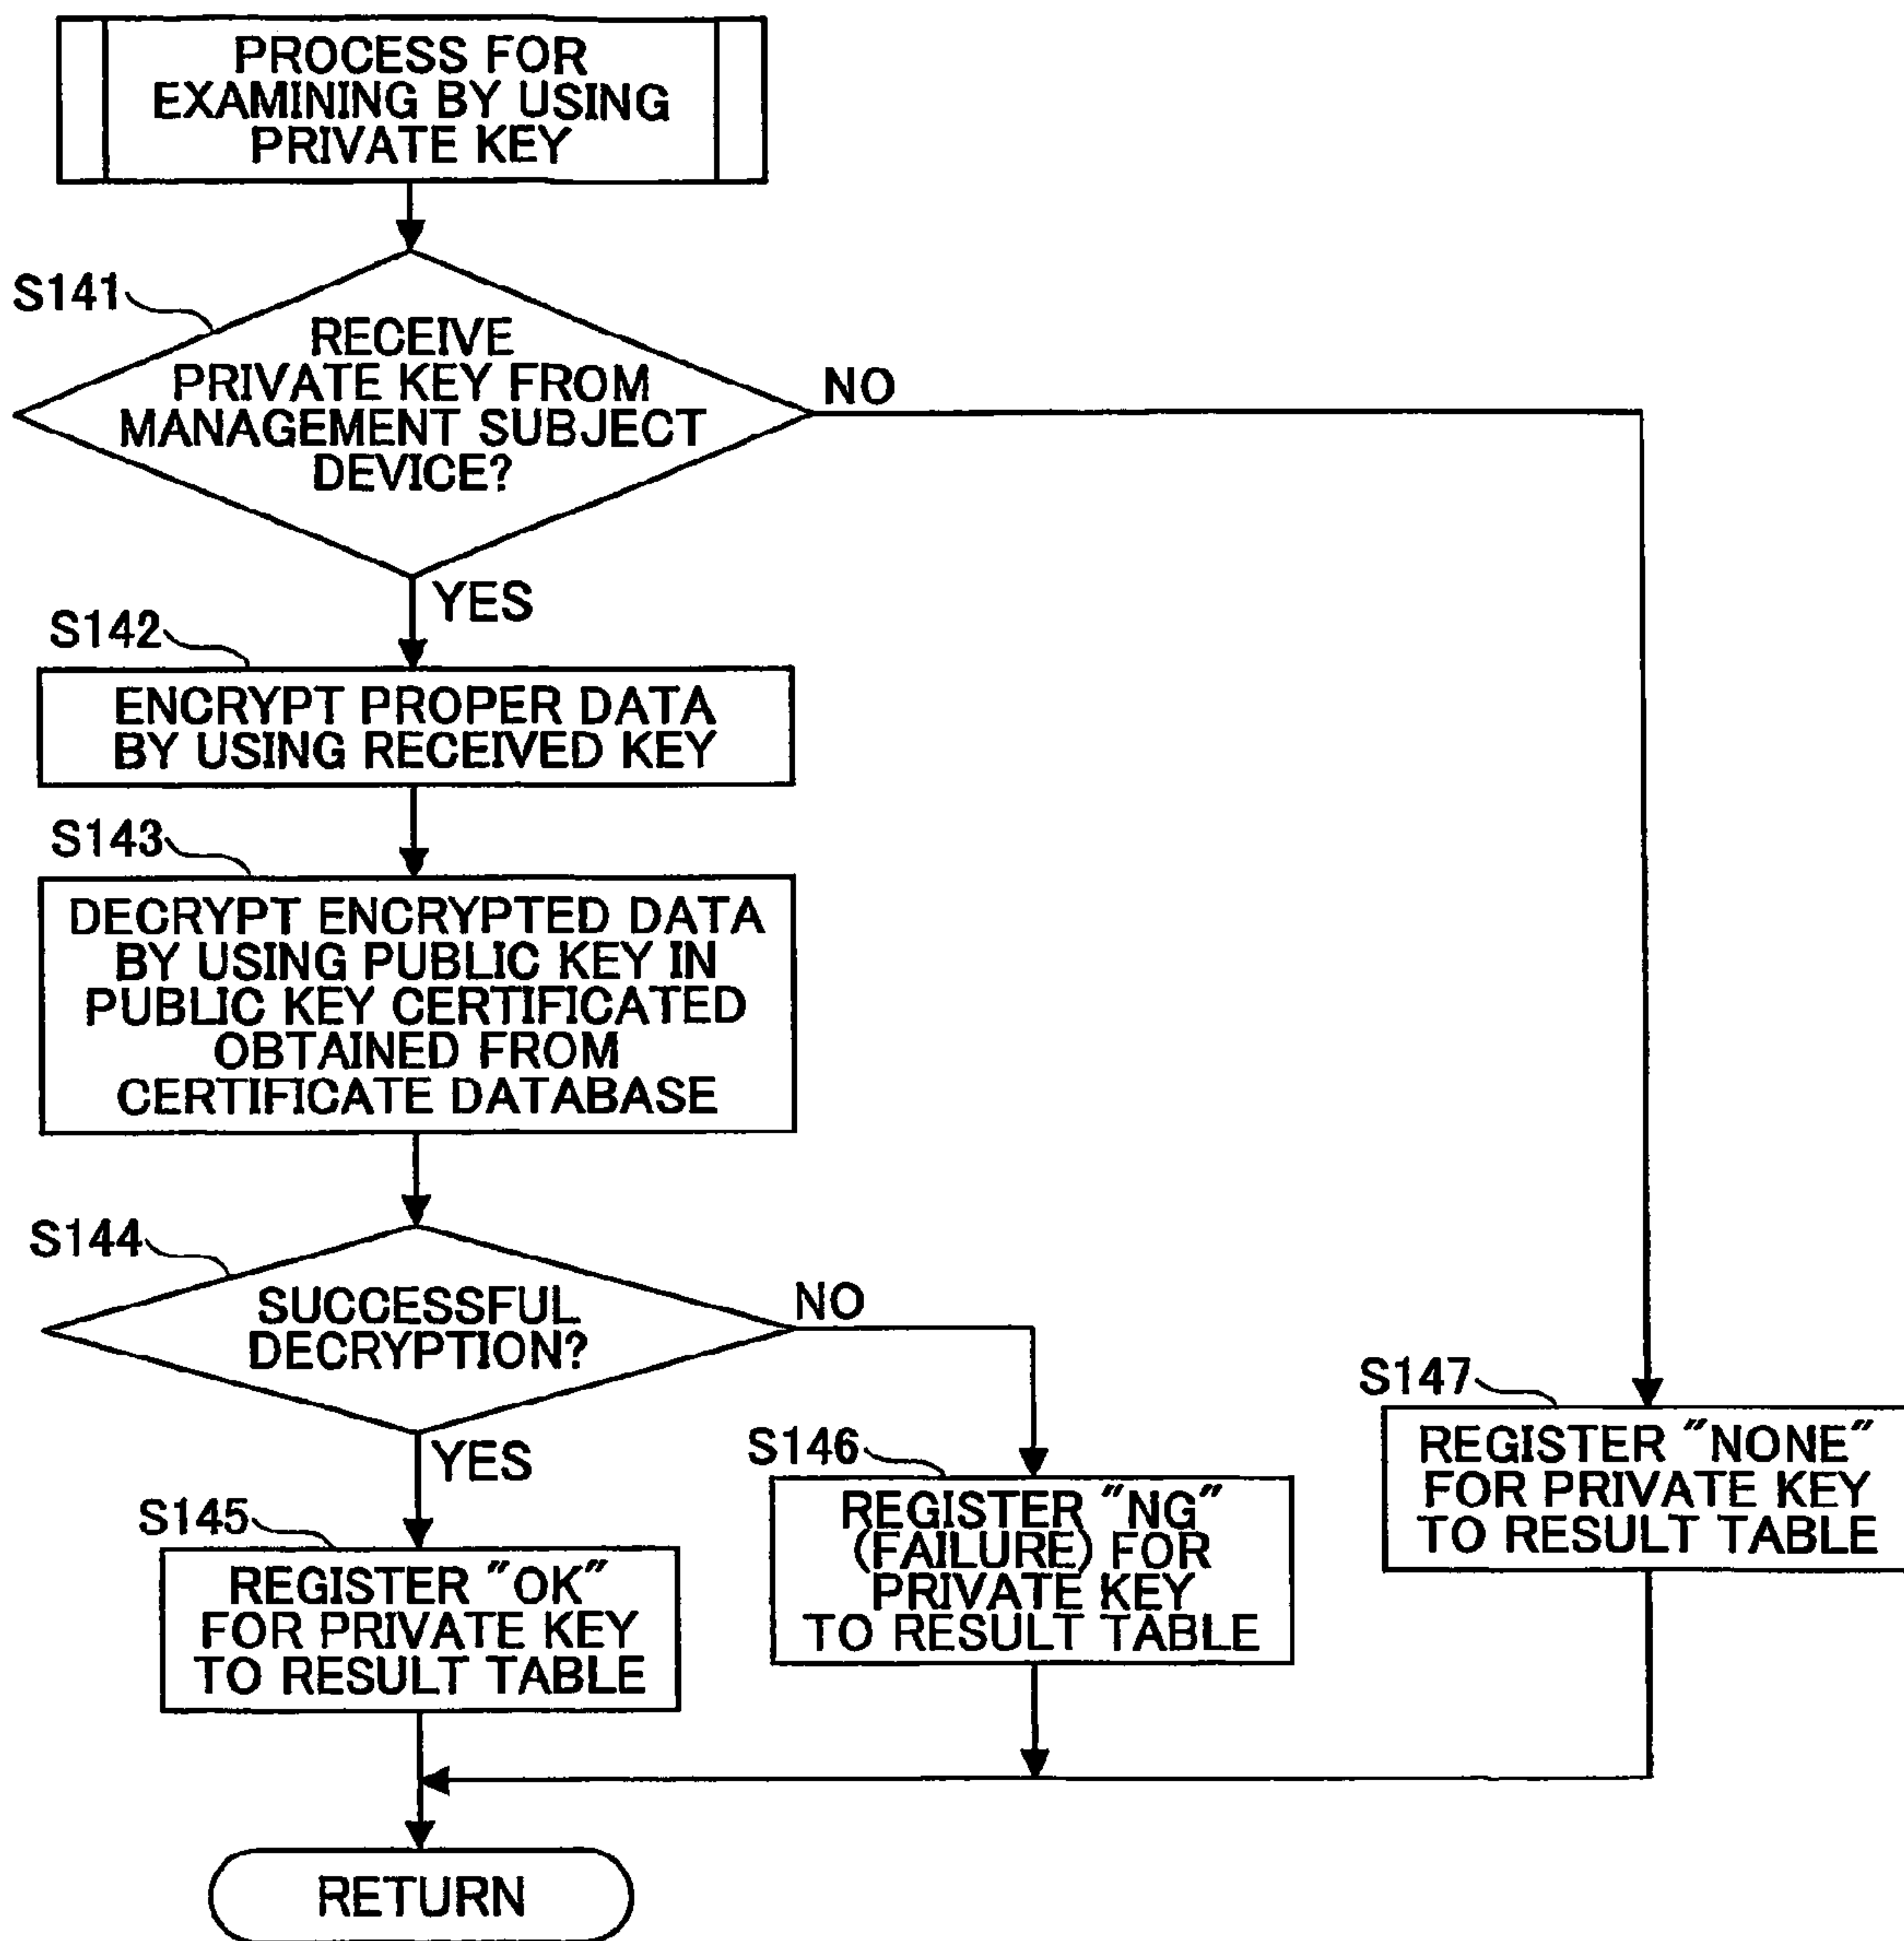 PROCESS FOR
EXAMINING BY USING
PRIVATE KEY
S141
RECEIVE
PRIVATE KEY FROM
MANAGEMENT SUBJECT
DEVICE?
NO
YES
S142
ENCRYPT PROPER DATA
BY USING RECEIVED KEY
S143
DECRYPT ENCRYPTED DATA
BY USING PUBLIC KEY IN
PUBLIC KEY CERTIFICATED
OBTAINED FROM
CERTIFICATE DATABASE
S144
SUCCESSFUL
DECRYPTION?
NO
YES
S145
REGISTER "OK"
FOR PRIVATE KEY
TO RESULT TABLE
S146
REGISTER "NG"
(FAILURE) FOR
PRIVATE KEY
TO RESULT TABLE
S147
REGISTER "NONE"
FOR PRIVATE KEY
TO RESULT TABLE
RETURN